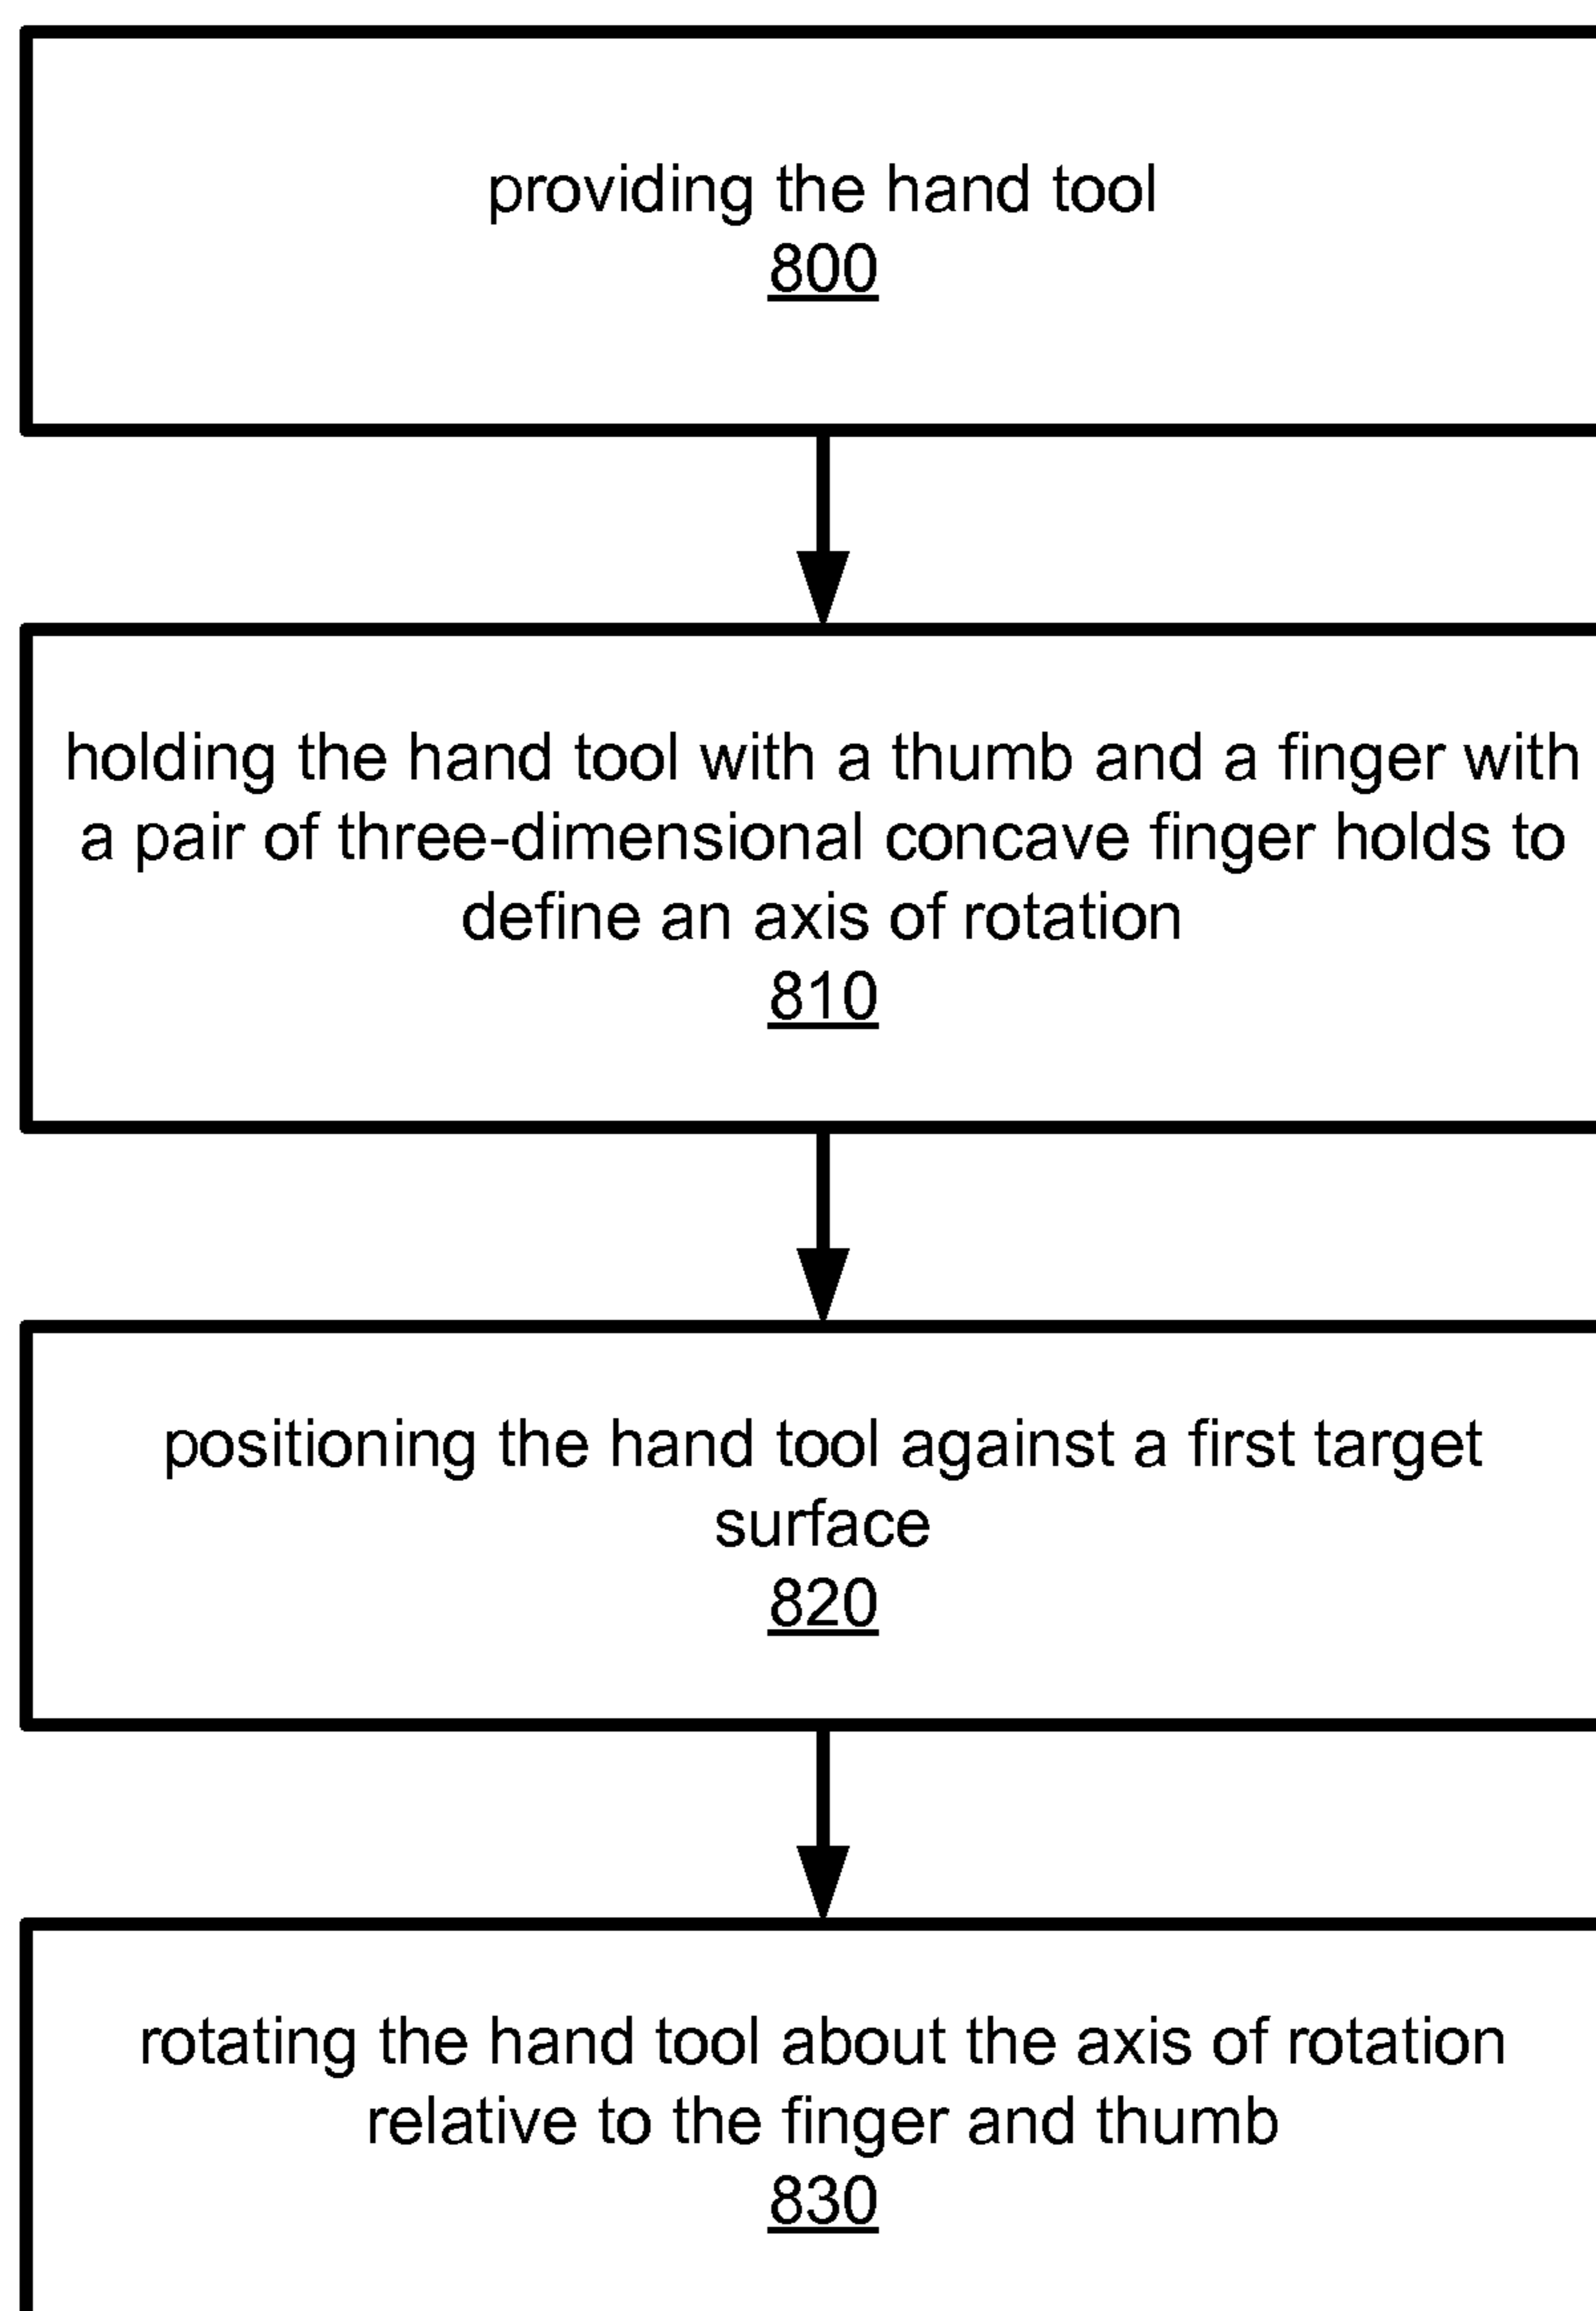 providing the hand tool
800
holding the hand tool with a thumb and a finger with
a pair of three-dimensional concave finger holds to
define an axis of rotation
810
positioning the hand tool against a first target
surface
820
rotating the hand tool about the axis of rotation
relative to the finger and thumb
830